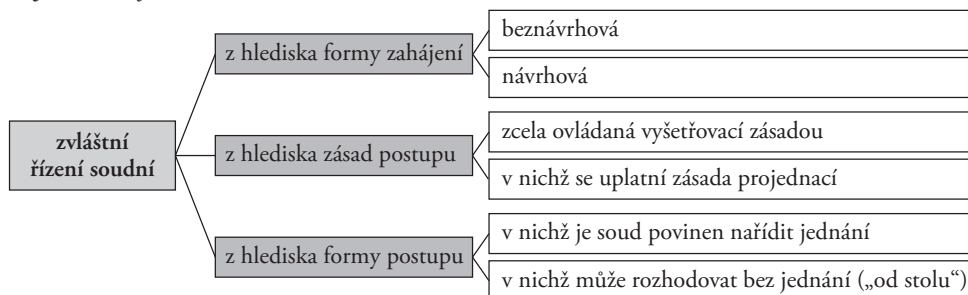 zvláštní
řízení soudní
z hlediska formy zahájení
beznávrhová
návrhová
z hlediska zásad postupu
zcela ovládaná vyšetřovací zásadou
v nichž se uplatní zásada projednací
z hlediska formy postupu
v nichž je soud povinen nařídit jednání
v nichž může rozhodovat bez jednání („od stolu“)